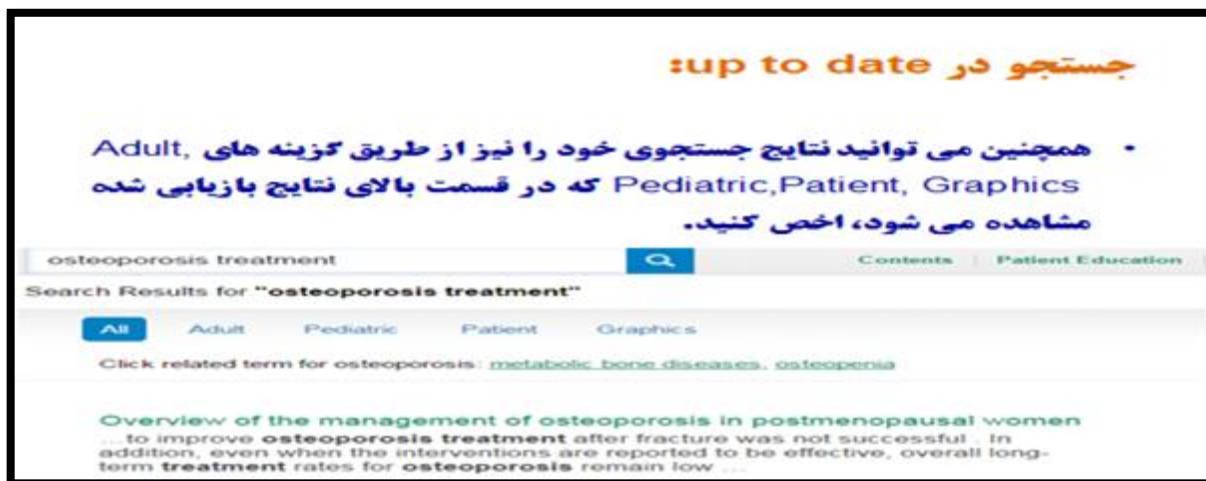 جستجو در up to date:
• همچنین می توانید نتایج جستجوی خود را نیز از طریق گزینه های Adult,
Pediatric,Patient, Graphics که در قسمت بالای نتایج بازیابی شده
مشاهده می شود، اخص کنید.
osteoporosis treatment
Contents Patient Education
Search Results for "osteoporosis treatment"
All Adult Pediatric Patient Graphics
Click related term for osteoporosis: metabolic bone diseases, osteopenia
Overview of the management of osteoporosis in postmenopausal women
...to improve osteoporosis treatment after fracture was not successful . In
addition, even when the interventions are reported to be effective, overall long-
term treatment rates for osteoporosis remain low ...